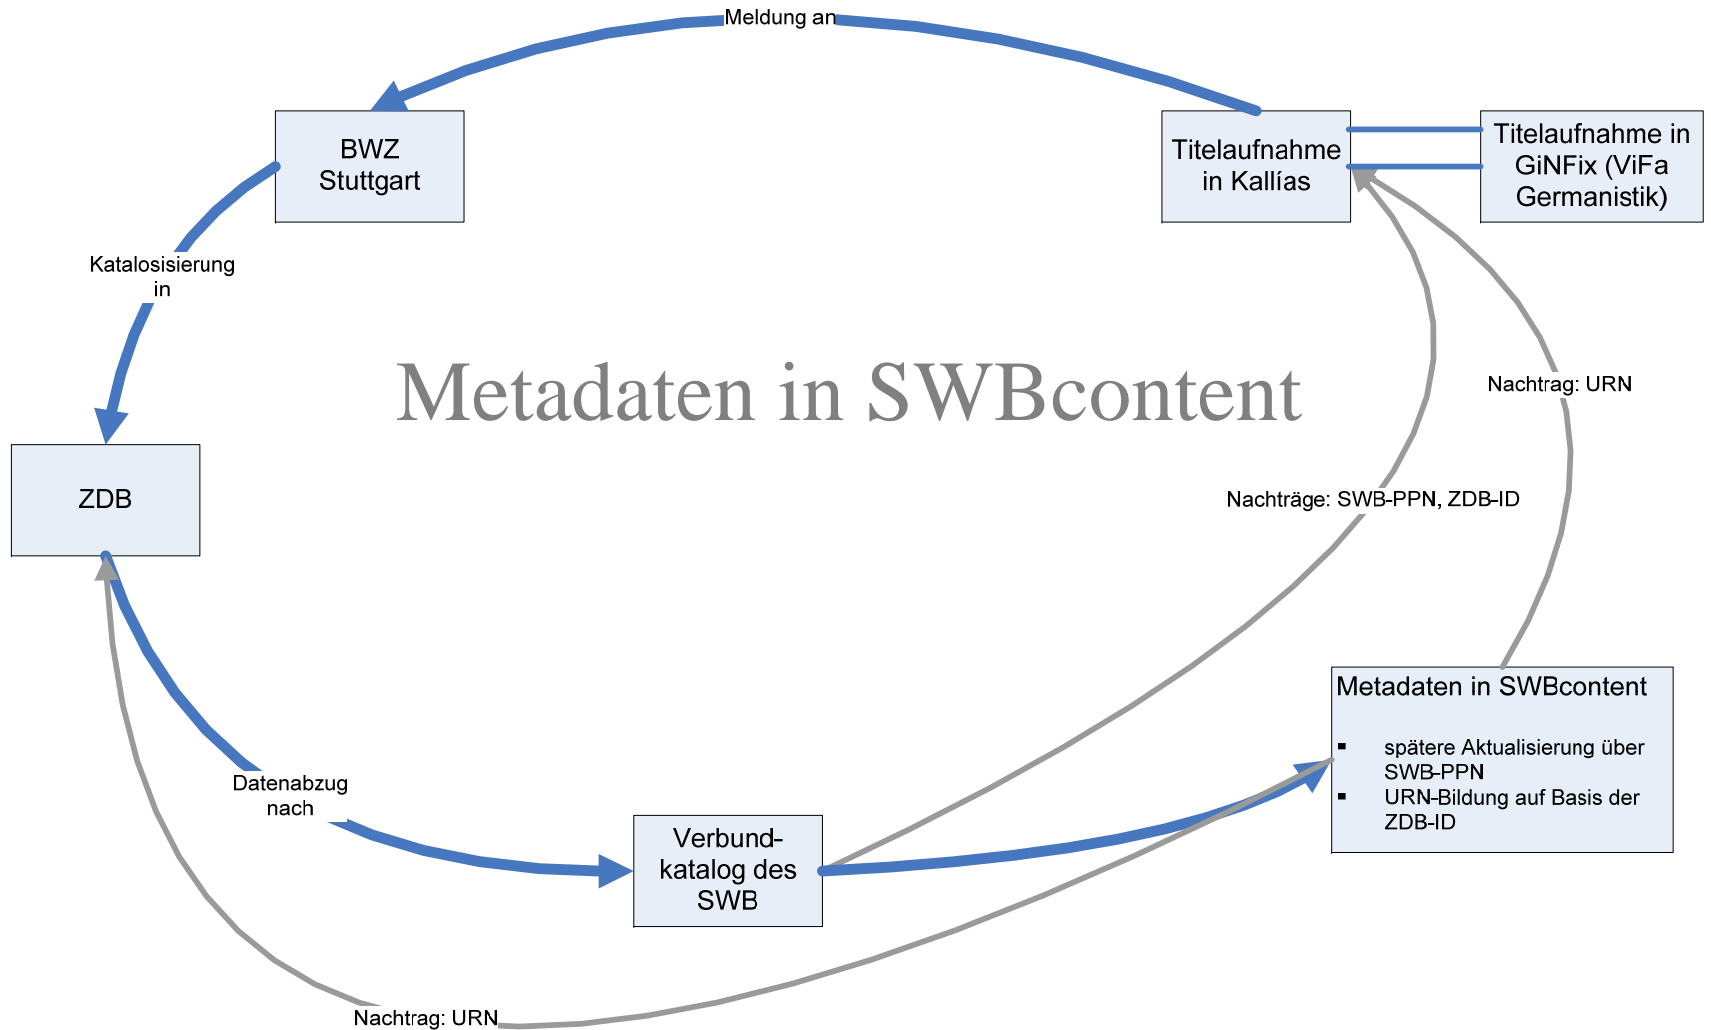 Meldung an
BWZ
Stuttgart
Titelaufnahme
in Kallías
Titelaufnahme in
GiNFix (ViFa
Germanistik)
Katalosisierung
in
Metadaten in SWBcontent
Nachtrag: URN
ZDB
Nachträge: SWB-PPN, ZDB-ID
Metadaten in SWBcontent
▪ spätere Aktualisierung über
SWB-PPN
▪ URN-Bildung auf Basis der
ZDB-ID
Datenabzug
nach
Verbund-
katalog des
SWB
Nachtrag: URN